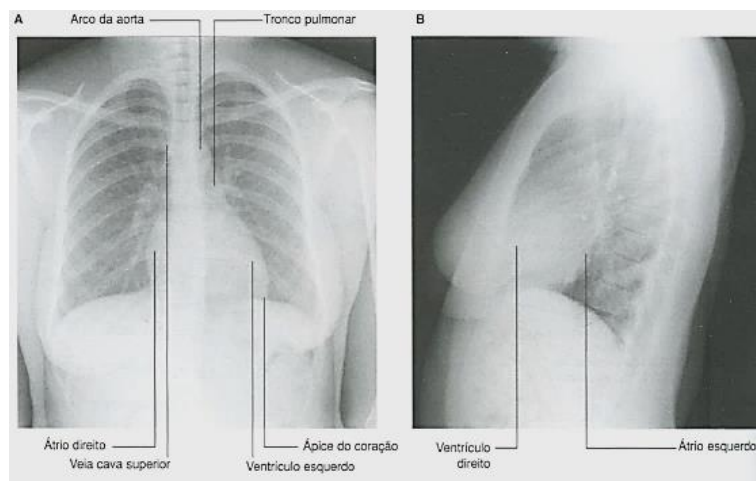 A
Arco da aorta
Tronco pulmonar
B
Átrio direito
Veia cava superior
Ápice do coração
Ventrículo esquerdo
Ventrículo
direito
Átrio esquerdo